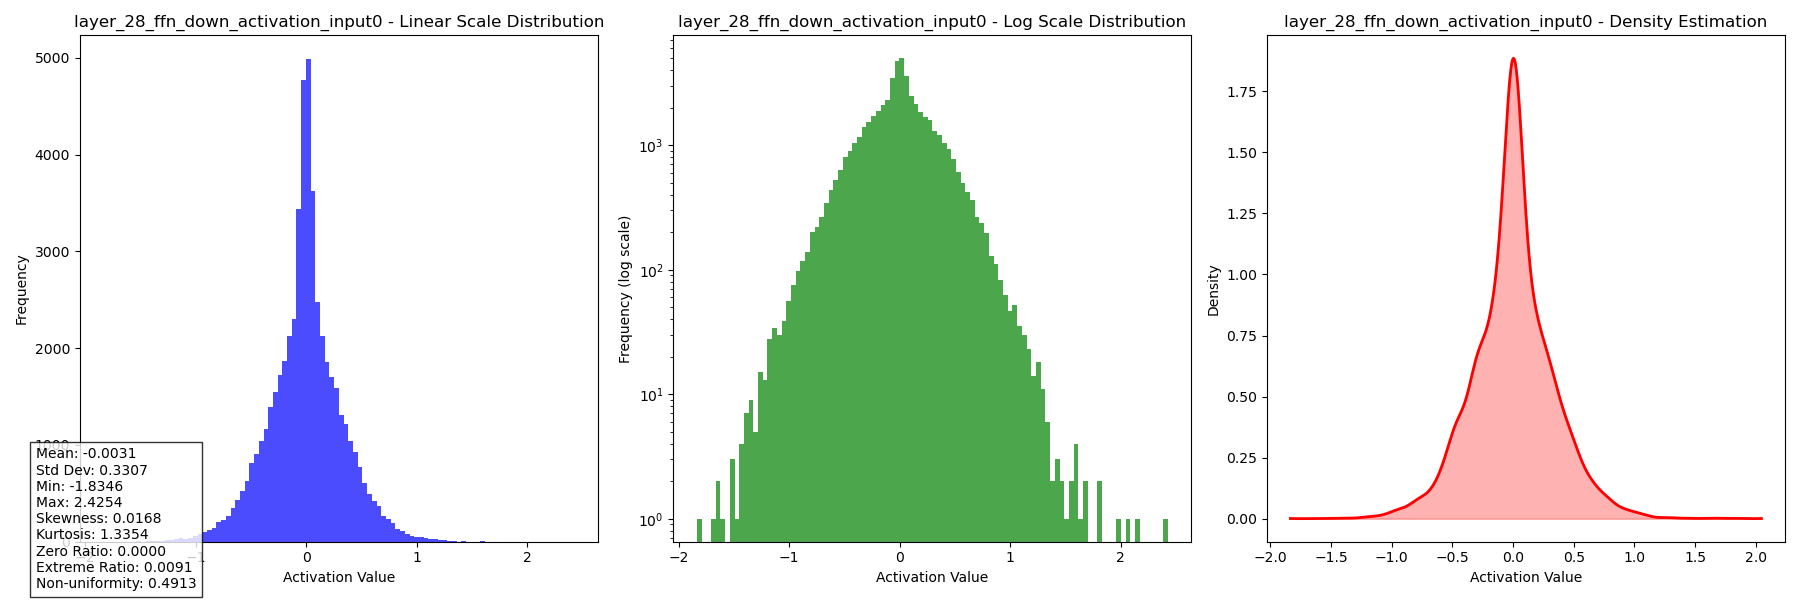 layer_28_ffn_down_activation_input0 - Linear Scale Distribution
5000
4000
3000
2000
1000
0
Frequency
−1
0
1
2
Activation Value
Mean: -0.0031
Std Dev: 0.3307
Min: -1.8346
Max: 2.4254
Skewness: 0.0168
Kurtosis: 1.3354
Zero Ratio: 0.0000
Extreme Ratio: 0.0091
Non-uniformity: 0.4913
layer_28_ffn_down_activation_input0 - Log Scale Distribution
10³
10²
10¹
10⁰
Frequency (log scale)
−2
−1
0
1
2
Activation Value
layer_28_ffn_down_activation_input0 - Density Estimation
1.75
1.50
1.25
1.00
0.75
0.50
0.25
0.00
Density
−2.0
−1.5
−1.0
−0.5
0.0
0.5
1.0
1.5
2.0
Activation Value